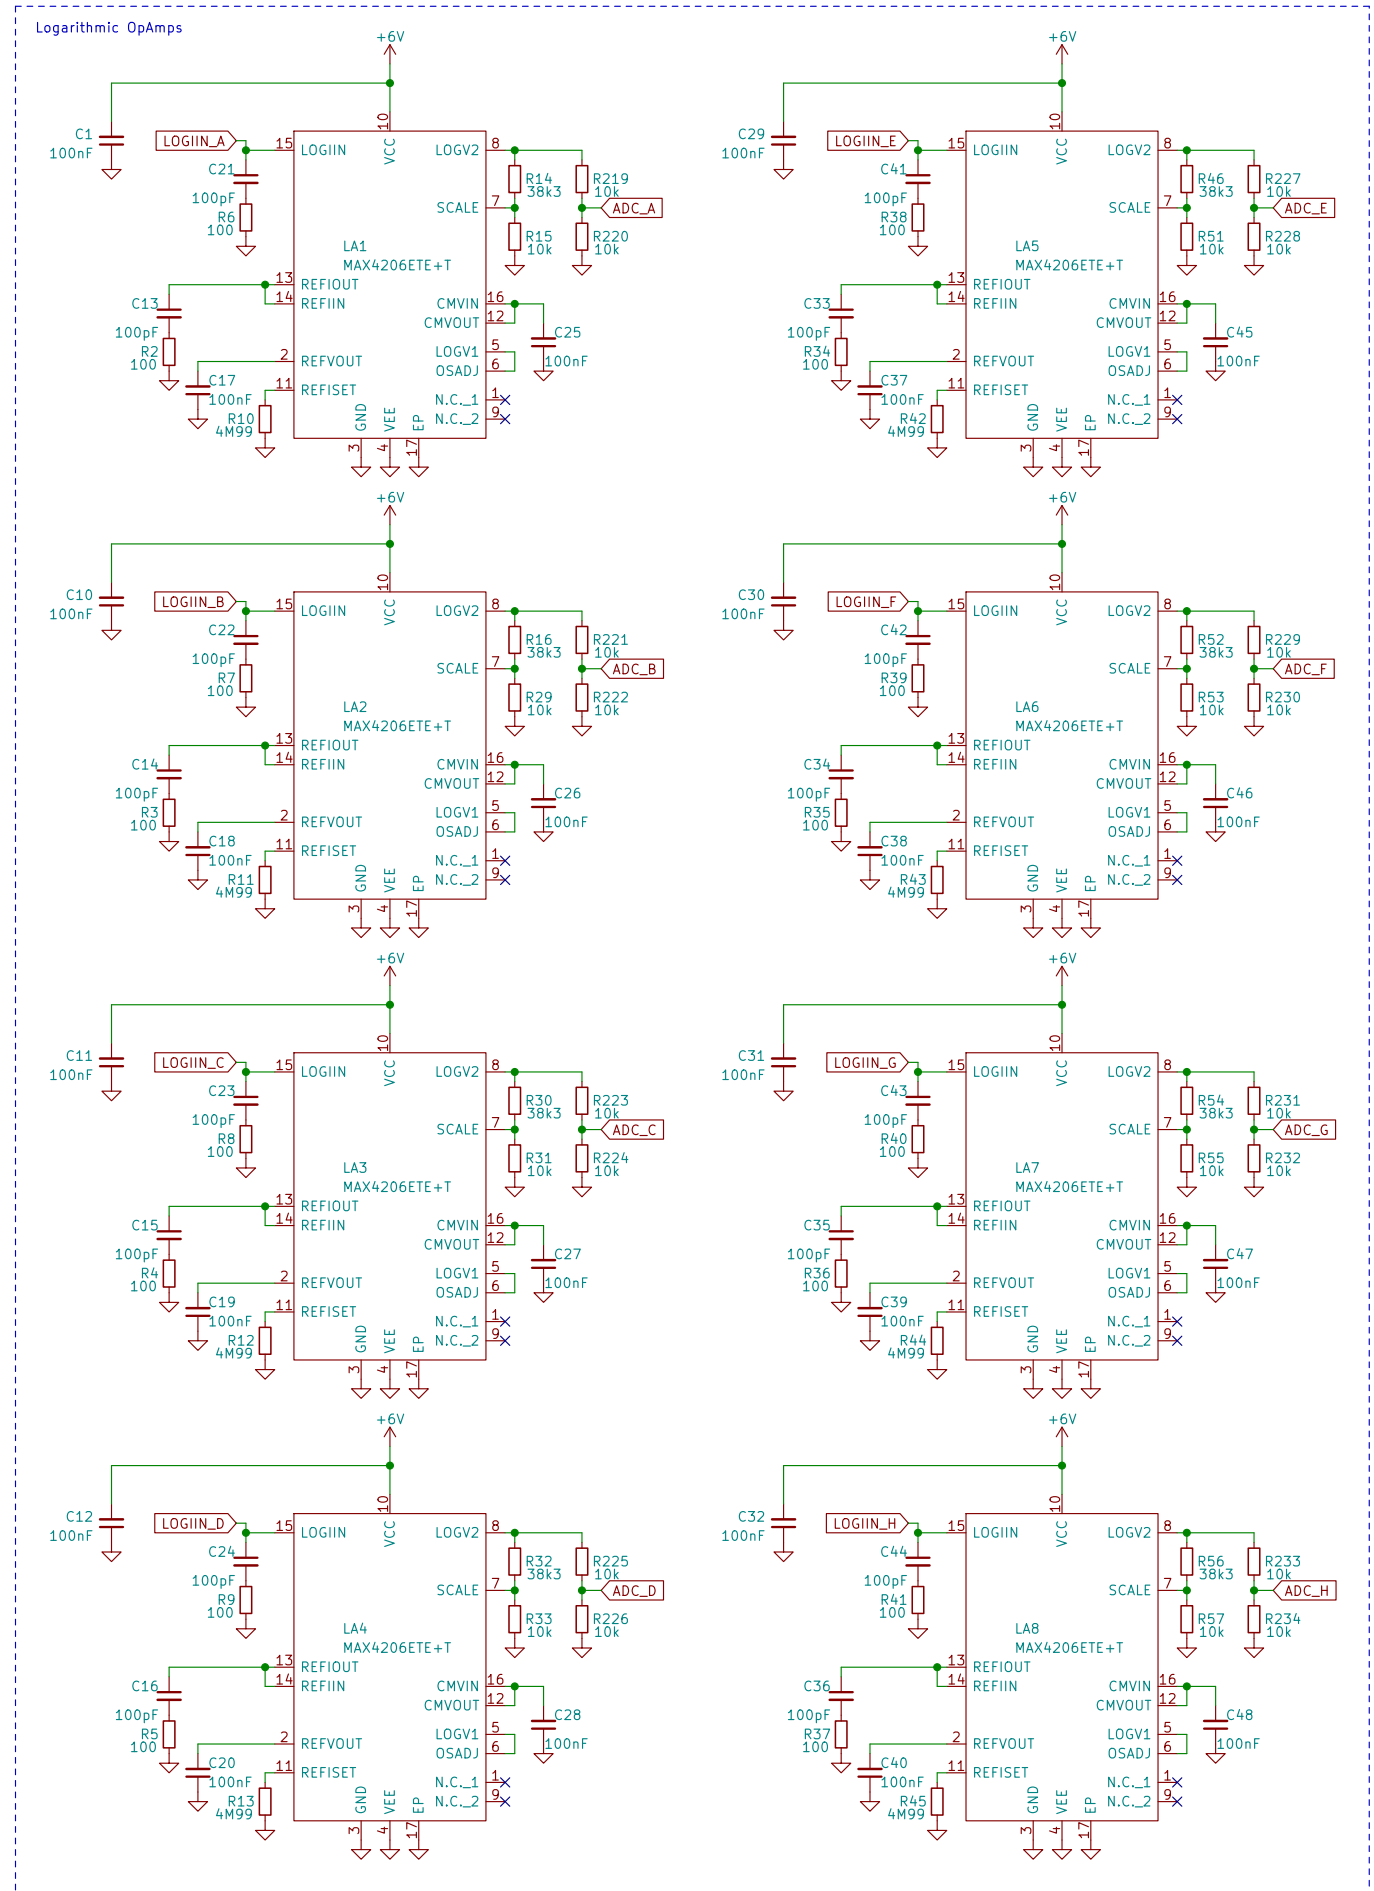 Logarithmic OpAmps
+6V
C1
100nF
LOGIIN_A
C21
100pF
R6
100
C13
100pF
R2
100
C17
100nF
R10
4M99
10
VCC
15 LOGIIN
13 REFIOUT
14 REFIIN
2 REFVOUT
11 REFISET
LA1
MAX4206ETE+T
LOGV2 8
SCALE 7
CMVIN 16
CMVOUT 12
LOGV1 5
OSADJ 6
N.C._1 1
N.C._2 9
GND 3
VEE 4
EP 17
R14
38k3
R15
10k
R219
10k
R220
10k
ADC_A
C25
100nF
+6V
C29
100nF
LOGIIN_E
C41
100pF
R38
100
C33
100pF
R34
100
C37
100nF
R42
4M99
10
VCC
15 LOGIIN
13 REFIOUT
14 REFIIN
2 REFVOUT
11 REFISET
LA5
MAX4206ETE+T
LOGV2 8
SCALE 7
CMVIN 16
CMVOUT 12
LOGV1 5
OSADJ 6
N.C._1 1
N.C._2 9
GND 3
VEE 4
EP 17
R46
38k3
R51
10k
R227
10k
R228
10k
ADC_E
C45
100nF
+6V
C10
100nF
LOGIIN_B
C22
100pF
R7
100
C14
100pF
R3
100
C18
100nF
R11
4M99
10
VCC
15 LOGIIN
13 REFIOUT
14 REFIIN
2 REFVOUT
11 REFISET
LA2
MAX4206ETE+T
LOGV2 8
SCALE 7
CMVIN 16
CMVOUT 12
LOGV1 5
OSADJ 6
N.C._1 1
N.C._2 9
GND 3
VEE 4
EP 17
R16
38k3
R29
10k
R221
10k
R222
10k
ADC_B
C26
100nF
+6V
C30
100nF
LOGIIN_F
C42
100pF
R39
100
C34
100pF
R35
100
C38
100nF
R43
4M99
10
VCC
15 LOGIIN
13 REFIOUT
14 REFIIN
2 REFVOUT
11 REFISET
LA6
MAX4206ETE+T
LOGV2 8
SCALE 7
CMVIN 16
CMVOUT 12
LOGV1 5
OSADJ 6
N.C._1 1
N.C._2 9
GND 3
VEE 4
EP 17
R52
38k3
R53
10k
R229
10k
R230
10k
ADC_F
C46
100nF
+6V
C11
100nF
LOGIIN_C
C23
100pF
R8
100
C15
100pF
R4
100
C19
100nF
R12
4M99
10
VCC
15 LOGIIN
13 REFIOUT
14 REFIIN
2 REFVOUT
11 REFISET
LA3
MAX4206ETE+T
LOGV2 8
SCALE 7
CMVIN 16
CMVOUT 12
LOGV1 5
OSADJ 6
N.C._1 1
N.C._2 9
GND 3
VEE 4
EP 17
R30
38k3
R31
10k
R223
10k
R224
10k
ADC_C
C27
100nF
+6V
C31
100nF
LOGIIN_G
C43
100pF
R40
100
C35
100pF
R36
100
C39
100nF
R44
4M99
10
VCC
15 LOGIIN
13 REFIOUT
14 REFIIN
2 REFVOUT
11 REFISET
LA7
MAX4206ETE+T
LOGV2 8
SCALE 7
CMVIN 16
CMVOUT 12
LOGV1 5
OSADJ 6
N.C._1 1
N.C._2 9
GND 3
VEE 4
EP 17
R54
38k3
R55
10k
R231
10k
R232
10k
ADC_G
C47
100nF
+6V
C12
100nF
LOGIIN_D
C24
100pF
R9
100
C16
100pF
R5
100
C20
100nF
R13
4M99
10
VCC
15 LOGIIN
13 REFIOUT
14 REFIIN
2 REFVOUT
11 REFISET
LA4
MAX4206ETE+T
LOGV2 8
SCALE 7
CMVIN 16
CMVOUT 12
LOGV1 5
OSADJ 6
N.C._1 1
N.C._2 9
GND 3
VEE 4
EP 17
R32
38k3
R33
10k
R225
10k
R226
10k
ADC_D
C28
100nF
+6V
C32
100nF
LOGIIN_H
C44
100pF
R41
100
C36
100pF
R37
100
C40
100nF
R45
4M99
10
VCC
15 LOGIIN
13 REFIOUT
14 REFIIN
2 REFVOUT
11 REFISET
LA8
MAX4206ETE+T
LOGV2 8
SCALE 7
CMVIN 16
CMVOUT 12
LOGV1 5
OSADJ 6
N.C._1 1
N.C._2 9
GND 3
VEE 4
EP 17
R56
38k3
R57
10k
R233
10k
R234
10k
ADC_H
C48
100nF